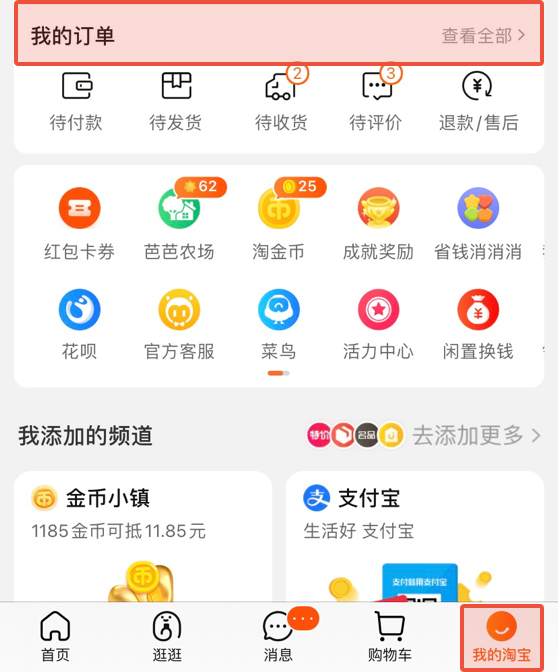 我的订单 查看全部
2 3
待付款 待发货 待收货 待评价 退款/售后
62 25
红包卡券 芭芭农场 淘金币 成就奖励 省钱消消消
花呗 官方客服 菜鸟 活力中心 闲置换钱
我添加的频道 特价 名品 去添加更多
金币小镇 支付宝
1185金币可抵11.85元 生活好 支付宝
支付就用支付宝
首页 逛逛 消息 购物车 我的淘宝